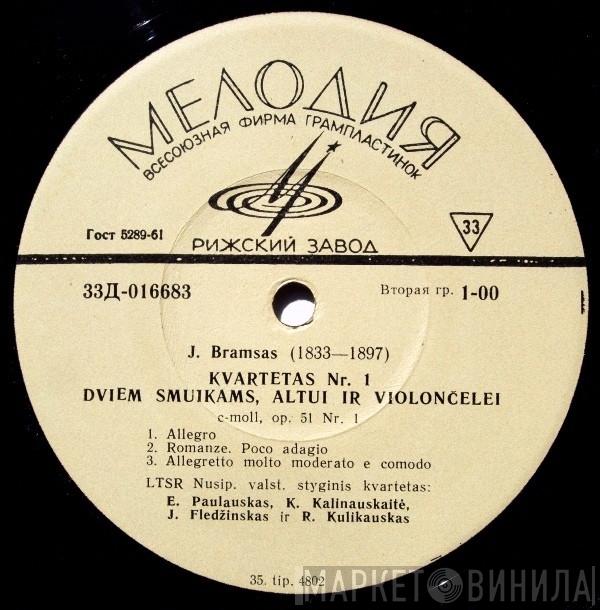 МЕЛОДИЯ
ВСЕСОЮЗНАЯ ФИРМА ГРАМПЛАСТИНОК
Гост 5289-61
РИЖСКИЙ ЗАВОД
33
33Д-016683
Вторая гр. 1-00
J. Bramsas (1833—1897)
KVARTETAS Nr. 1
DVIEM SMUIKAMS, ALTUI IR VIOLONČELEI
c-moll, op. 51 Nr. 1
1. Allegro
2. Romanze. Poco adagio
3. Allegretto molto moderato e comodo
LTSR Nusip. valst. styginis kvartetas:
E. Paulauskas, K. Kalinauskaitė,
J. Fledžinskas ir R. Kulikauskas
35. tip. 4802
МАРКЕТ ВИНИЛА